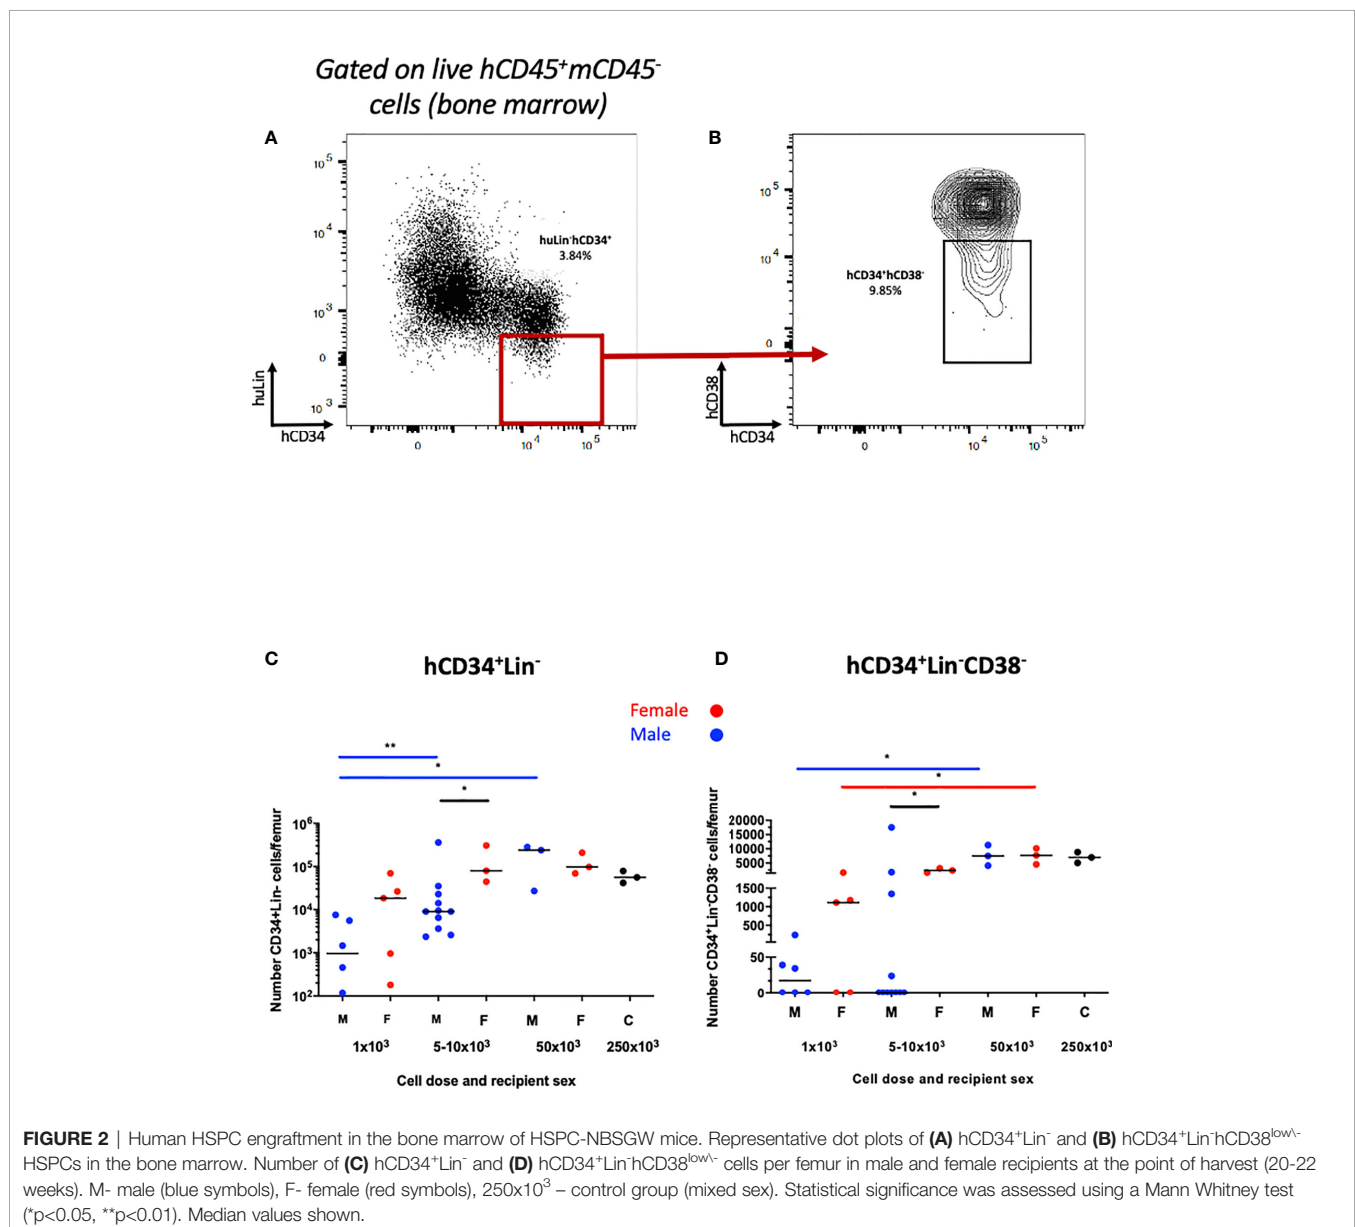 Gated on live hCD45⁺mCD45⁻
cells (bone marrow)
A
B
10⁵
10⁴
10³
0
10³
huLin⁻hCD34⁺
3.84%
huLin
hCD34
0
10⁴
10⁵
10⁵
10⁴
0
hCD34⁺hCD38⁻
9.85%
hCD38
hCD34
0
10⁴
10⁵
C
hCD34⁺Lin⁻
D
hCD34⁺Lin⁻CD38⁻
Female
Male
**
*
*
Number CD34+Lin- cells/femur
10⁶
10⁵
10⁴
10³
10²
M F M F M F C
1x10³ 5-10x10³ 50x10³ 250x10³
Cell dose and recipient sex
*
*
*
Number CD34⁺Lin⁻CD38⁻ cells/femur
20000
15000
10000
5000
1500
1000
500
50
0
M F M F M F C
1x10³ 5-10x10³ 50x10³ 250x10³
Cell dose and recipient sex
FIGURE 2 | Human HSPC engraftment in the bone marrow of HSPC-NBSGW mice. Representative dot plots of (A) hCD34⁺Lin⁻ and (B) hCD34⁺Lin⁻hCD38ˡᵒʷ\⁻
HSPCs in the bone marrow. Number of (C) hCD34⁺Lin⁻ and (D) hCD34⁺Lin⁻hCD38ˡᵒʷ\⁻ cells per femur in male and female recipients at the point of harvest (20-22
weeks). M- male (blue symbols), F- female (red symbols), 250x10³ – control group (mixed sex). Statistical significance was assessed using a Mann Whitney test
(*p<0.05, **p<0.01). Median values shown.